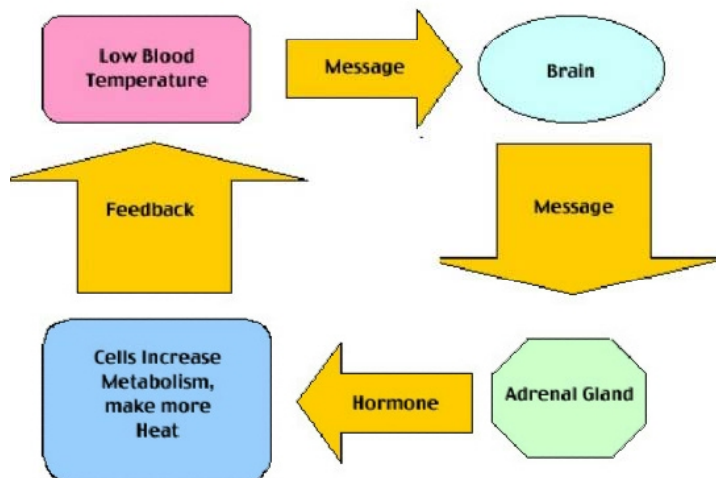 Low Blood
Temperature
Message
Brain
Feedback
Message
Cells Increase
Metabolism,
make more
Heat
Hormone
Adrenal Gland